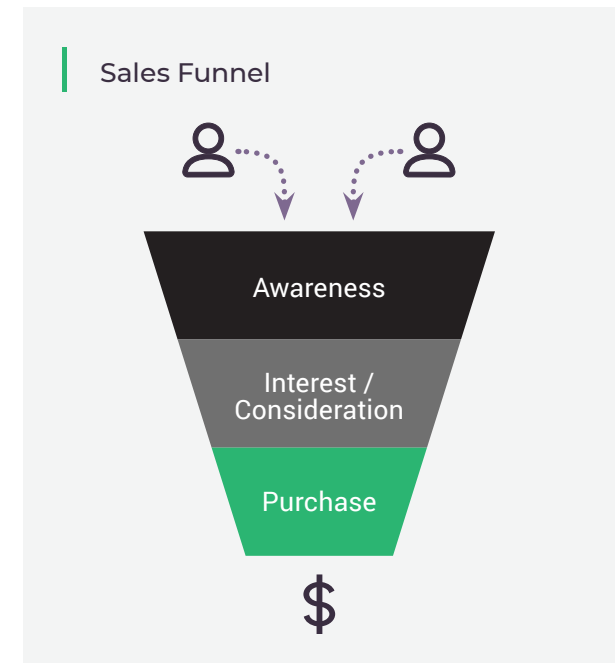 Sales Funnel
Awareness
Interest /
Consideration
Purchase
$